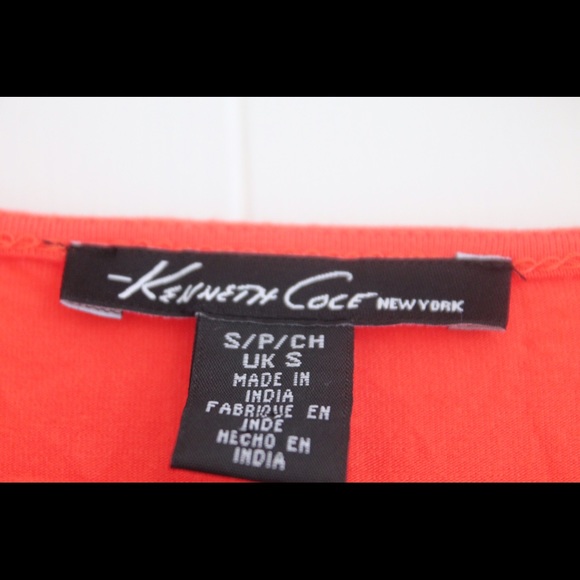 -KENNETH COLE NEW YORK
S/P/CH
UK S
MADE IN
INDIA
FABRIQUE EN
INDE
HECHO EN
INDIA